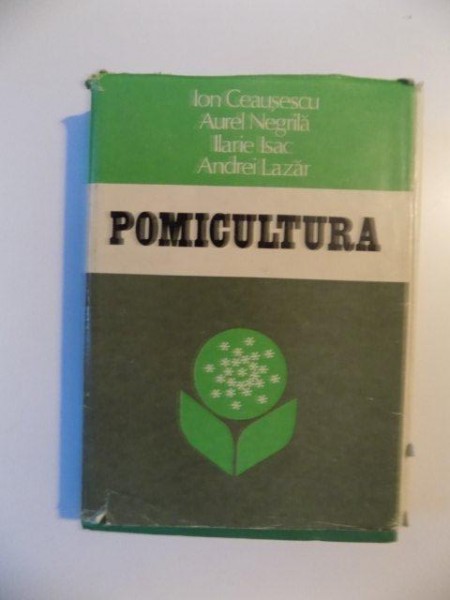 Ion Ceaușescu
Aurel Negrilă
Ilarie Isac
Andrei Lazăr
POMICULTURA